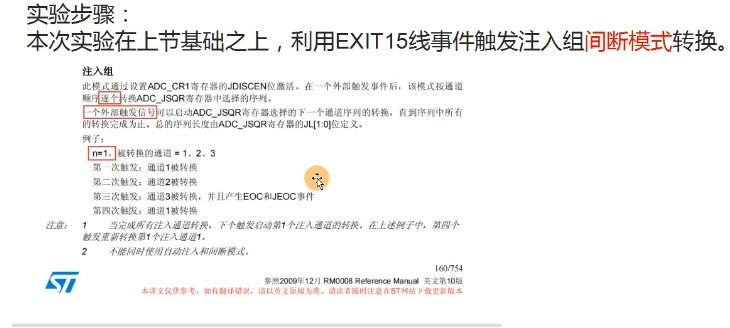 实验步骤：
本次实验在上节基础之上，利用EXIT15线事件触发注入组间断模式转换。
注入组
此模式通过设置ADC_CR1寄存器的JDISCEN位激活。在一个外部触发事件后，该模式按通道
顺序逐个转换ADC_JSQR寄存器中选择的序列。
一个外部触发信号可以启动ADC_JSQR寄存器选择的下一个通道序列的转换，直到序列中所有
的转换完成为止。总的序列长度由ADC_JSQR寄存器的JL[1:0]位定义。
例子：
n=1，被转换的通道 = 1、2、3
第一次触发：通道1被转换
第二次触发：通道2被转换
第三次触发：通道3被转换，并且产生EOC和JEOC事件
第四次触发：通道1被转换
注意： 1 当完成所有注入通道转换，下个触发启动第1个注入通道的转换。在上述例子中，第四个
触发重新转换第1个注入通道1。
2 不能同时使用自动注入和间断模式。
160/754
参照2009年12月 RM0008 Reference Manual 英文第10版
ST
本译文仅供参考，如有翻译错误，请以英文原稿为准。请读者随时注意在ST网站下载更新版本